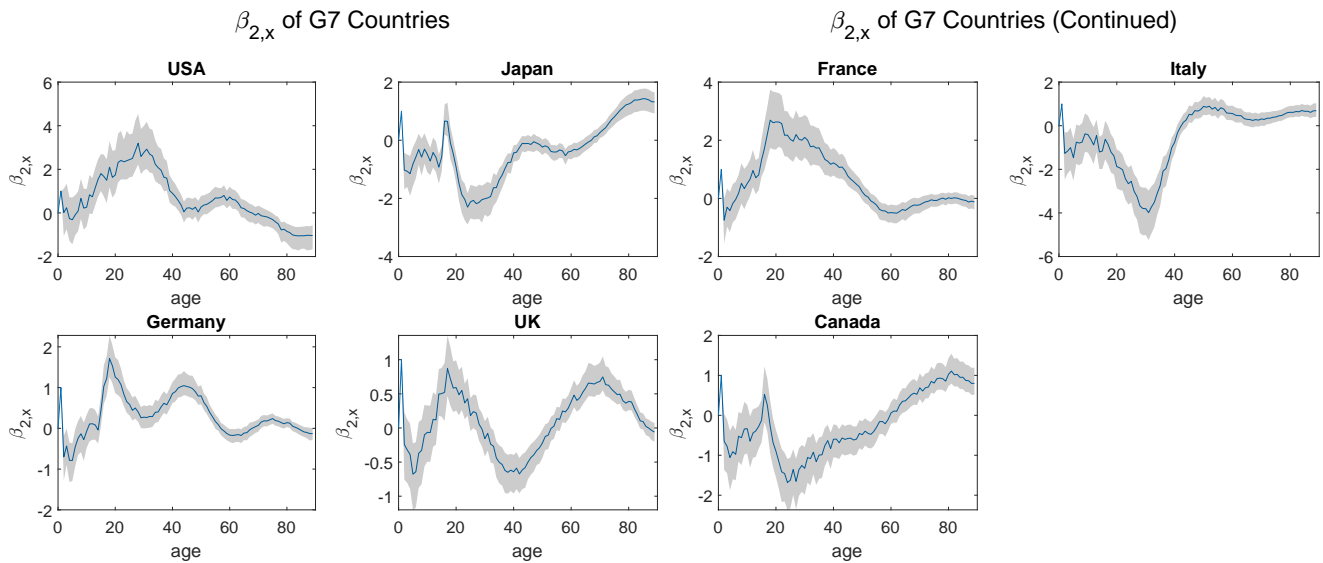 β2,x of G7 Countries
β2,x of G7 Countries (Continued)
USA
6
4
2
0
-2
β2,x
0 20 40 60 80
age
Japan
2
0
-2
-4
β2,x
0 20 40 60 80
age
France
4
2
0
-2
β2,x
0 20 40 60 80
age
Italy
2
0
-2
-4
-6
β2,x
0 20 40 60 80
age
Germany
2
1
0
-1
-2
β2,x
0 20 40 60 80
age
UK
1
0.5
0
-0.5
-1
β2,x
0 20 40 60 80
age
Canada
1
0
-1
-2
β2,x
0 20 40 60 80
age